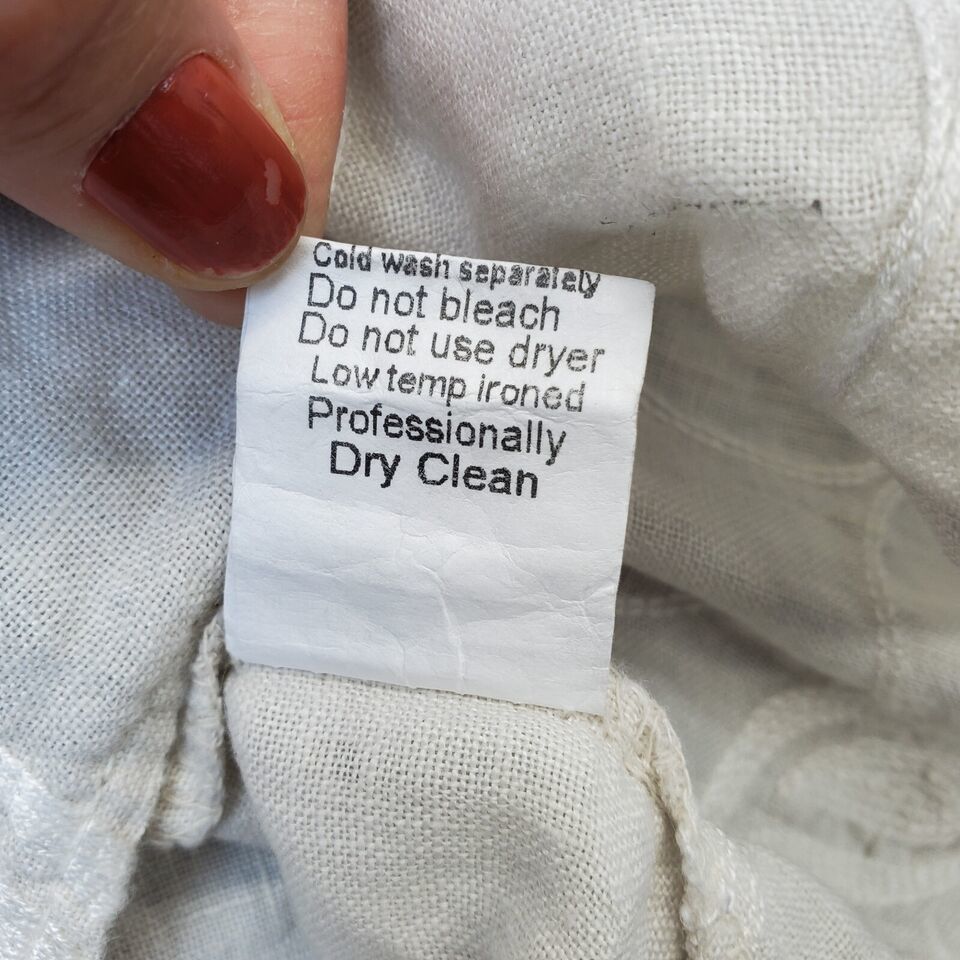 Cold wash separately
Do not bleach
Do not use dryer
Low temp ironed
Professionally
Dry Clean